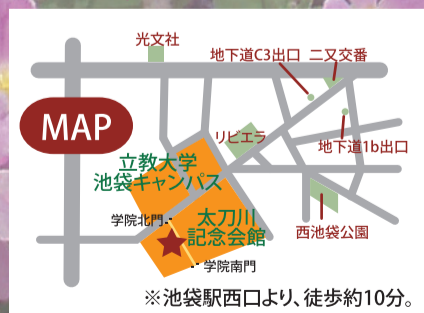 光文社
地下道C3出口
二又交番
MAP
リビエラ
地下道1b出口
立教大学
池袋キャンパス
太刀川
記念会館
学院北門
西池袋公園
学院南門
※池袋駅西口より、徒歩約10分。